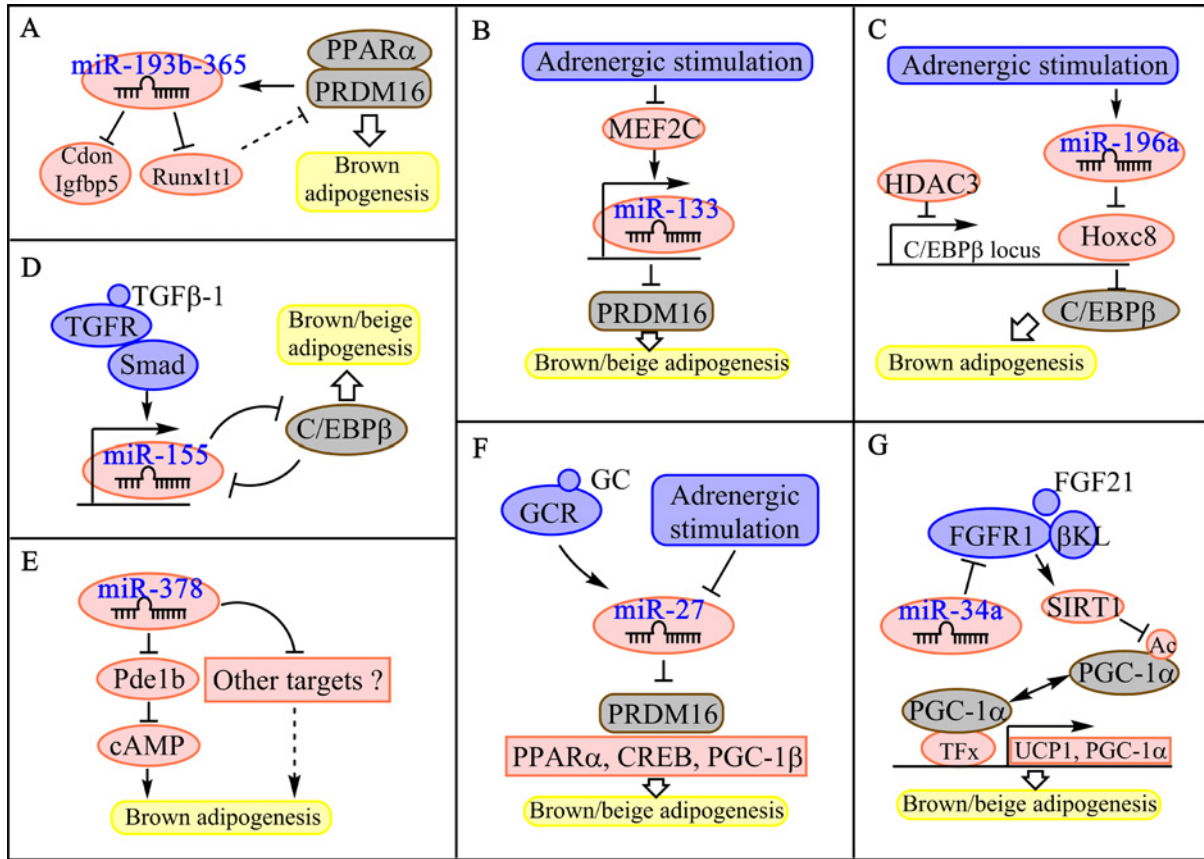 A
miR-193b-365
PPARα
PRDM16
Cdon
Igfbp5
Runx1t1
Brown
adipogenesis
B
Adrenergic stimulation
MEF2C
miR-133
PRDM16
Brown/beige adipogenesis
C
Adrenergic stimulation
miR-196a
HDAC3
C/EBPβ locus
Hoxc8
C/EBPβ
Brown adipogenesis
D
TGFβ-1
TGFR
Smad
miR-155
Brown/beige
adipogenesis
C/EBPβ
E
miR-378
Pde1b
Other targets ?
cAMP
Brown adipogenesis
F
GC
GCR
Adrenergic
stimulation
miR-27
PRDM16
PPARα, CREB, PGC-1β
Brown/beige adipogenesis
G
FGF21
FGFR1
βKL
miR-34a
SIRT1
Ac
PGC-1α
PGC-1α
TFx
UCP1, PGC-1α
Brown/beige adipogenesis